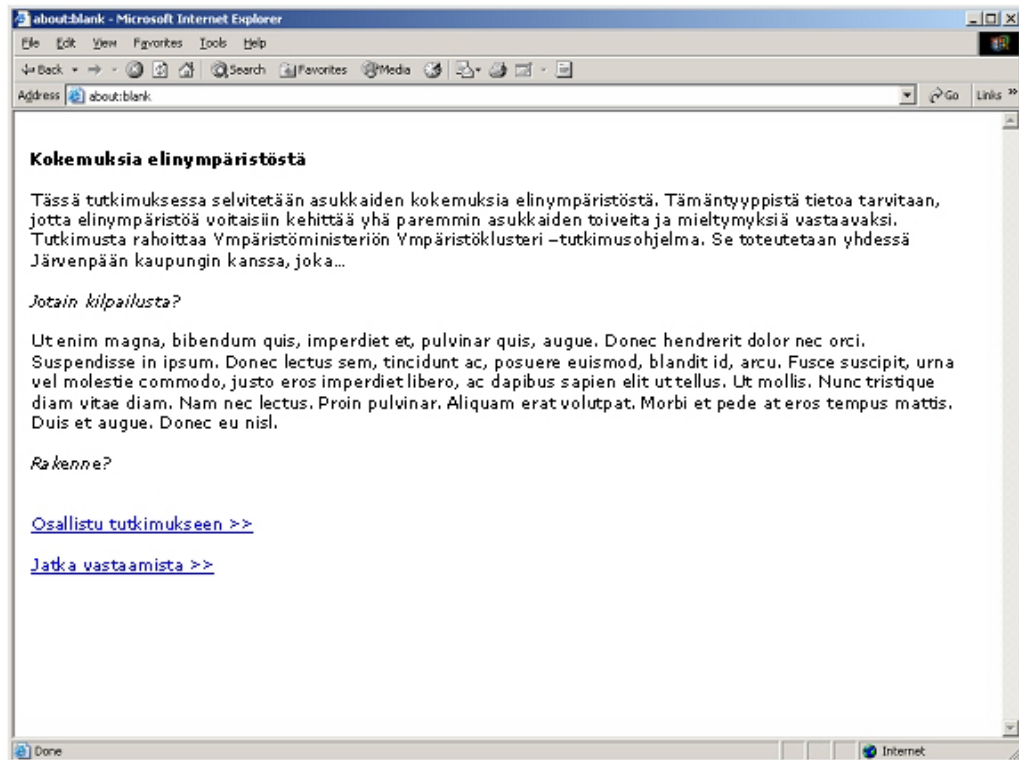 about:blank - Microsoft Internet Explorer
File Edit View Favorites Tools Help
Back Search Favorites Media
Address about:blank Go Links »
Kokemuksia elinympäristöstä
Tässä tutkimuksessa selvitetään asukkaiden kokemuksia elinympäristöstä. Tämäntyyppistä tietoa tarvitaan,
jotta elinympäristöä voitaisiin kehittää yhä paremmin asukkaiden toiveita ja mieltymyksiä vastaavaksi.
Tutkimusta rahoittaa Ympäristöministeriön Ympäristöklusteri –tutkimusohjelma. Se toteutetaan yhdessä
Järvenpään kaupungin kanssa, joka…
Jotain kilpailusta?
Ut enim magna, bibendum quis, imperdiet et, pulvinar quis, augue. Donec hendrerit dolor nec orci.
Suspendisse in ipsum. Donec lectus sem, tincidunt ac, posuere euismod, blandit id, arcu. Fusce suscipit, urna
vel molestie commodo, justo eros imperdiet libero, ac dapibus sapien elit ut tellus. Ut mollis. Nunc tristique
diam vitae diam. Nam nec lectus. Proin pulvinar. Aliquam erat volutpat. Morbi et pede at eros tempus mattis.
Duis et augue. Donec eu nisl.
Rakenne?
Osallistu tutkimukseen >>
Jatka vastaamista >>
Done Internet